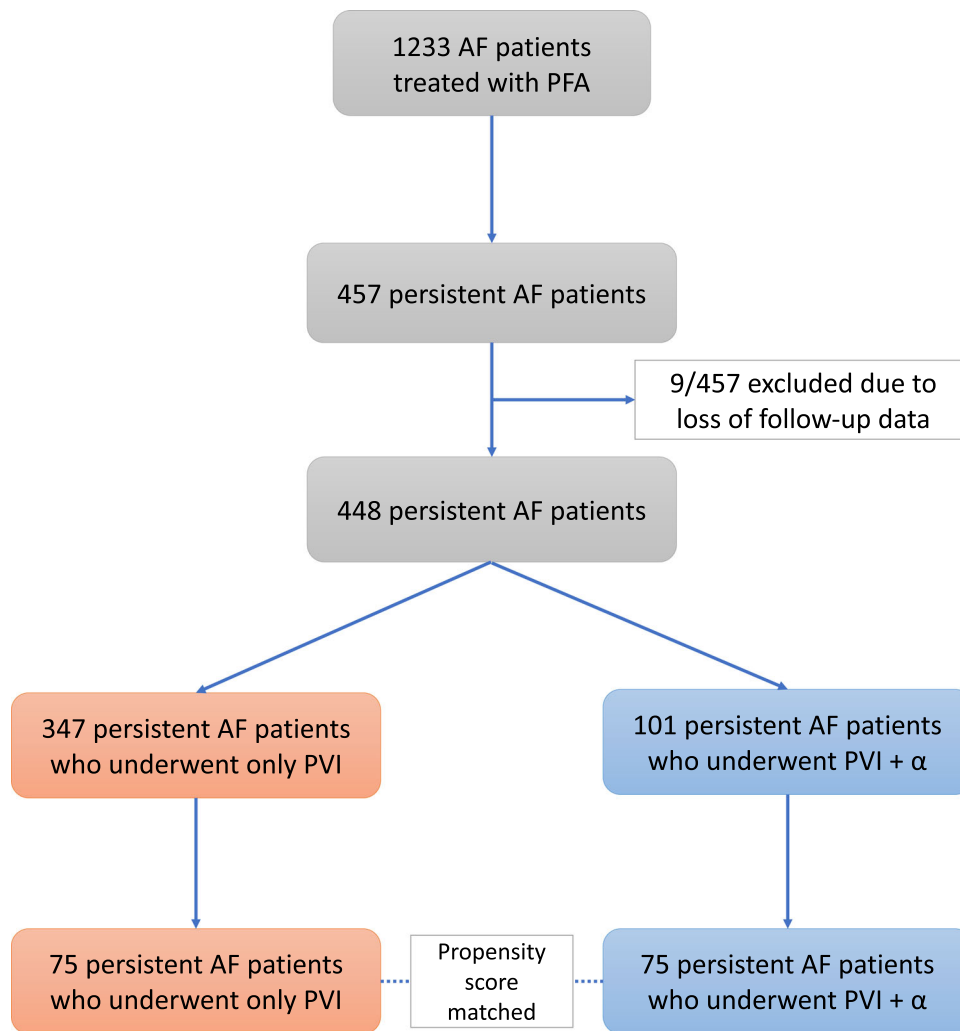 1233 AF patients
treated with PFA
457 persistent AF patients
9/457 excluded due to
loss of follow-up data
448 persistent AF patients
347 persistent AF patients
who underwent only PVI
101 persistent AF patients
who underwent PVI + α
75 persistent AF patients
who underwent only PVI
Propensity
score
matched
75 persistent AF patients
who underwent PVI + α